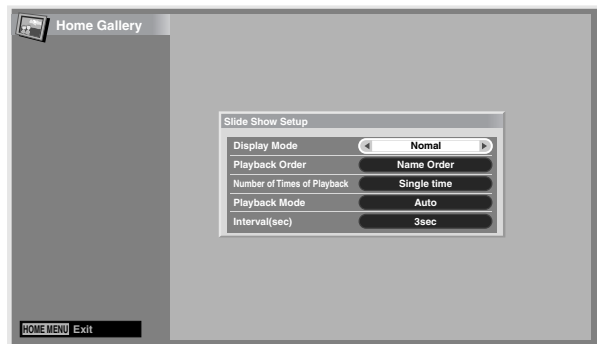 Home Gallery
Slide Show Setup
Display Mode Nomal
Playback Order Name Order
Number of Times of Playback Single time
Playback Mode Auto
Interval(sec) 3sec
HOME MENU Exit